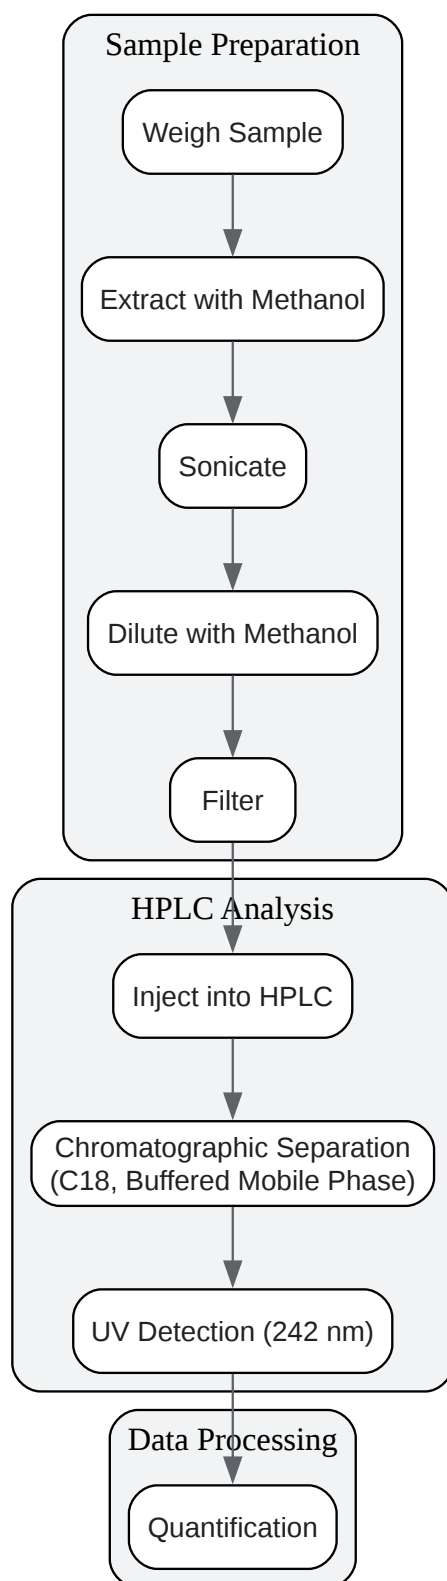 Sample Preparation
Weigh Sample
Extract with Methanol
Sonicate
Dilute with Methanol
Filter
HPLC Analysis
Inject into HPLC
Chromatographic Separation
(C18, Buffered Mobile Phase)
UV Detection (242 nm)
Data Processing
Quantification